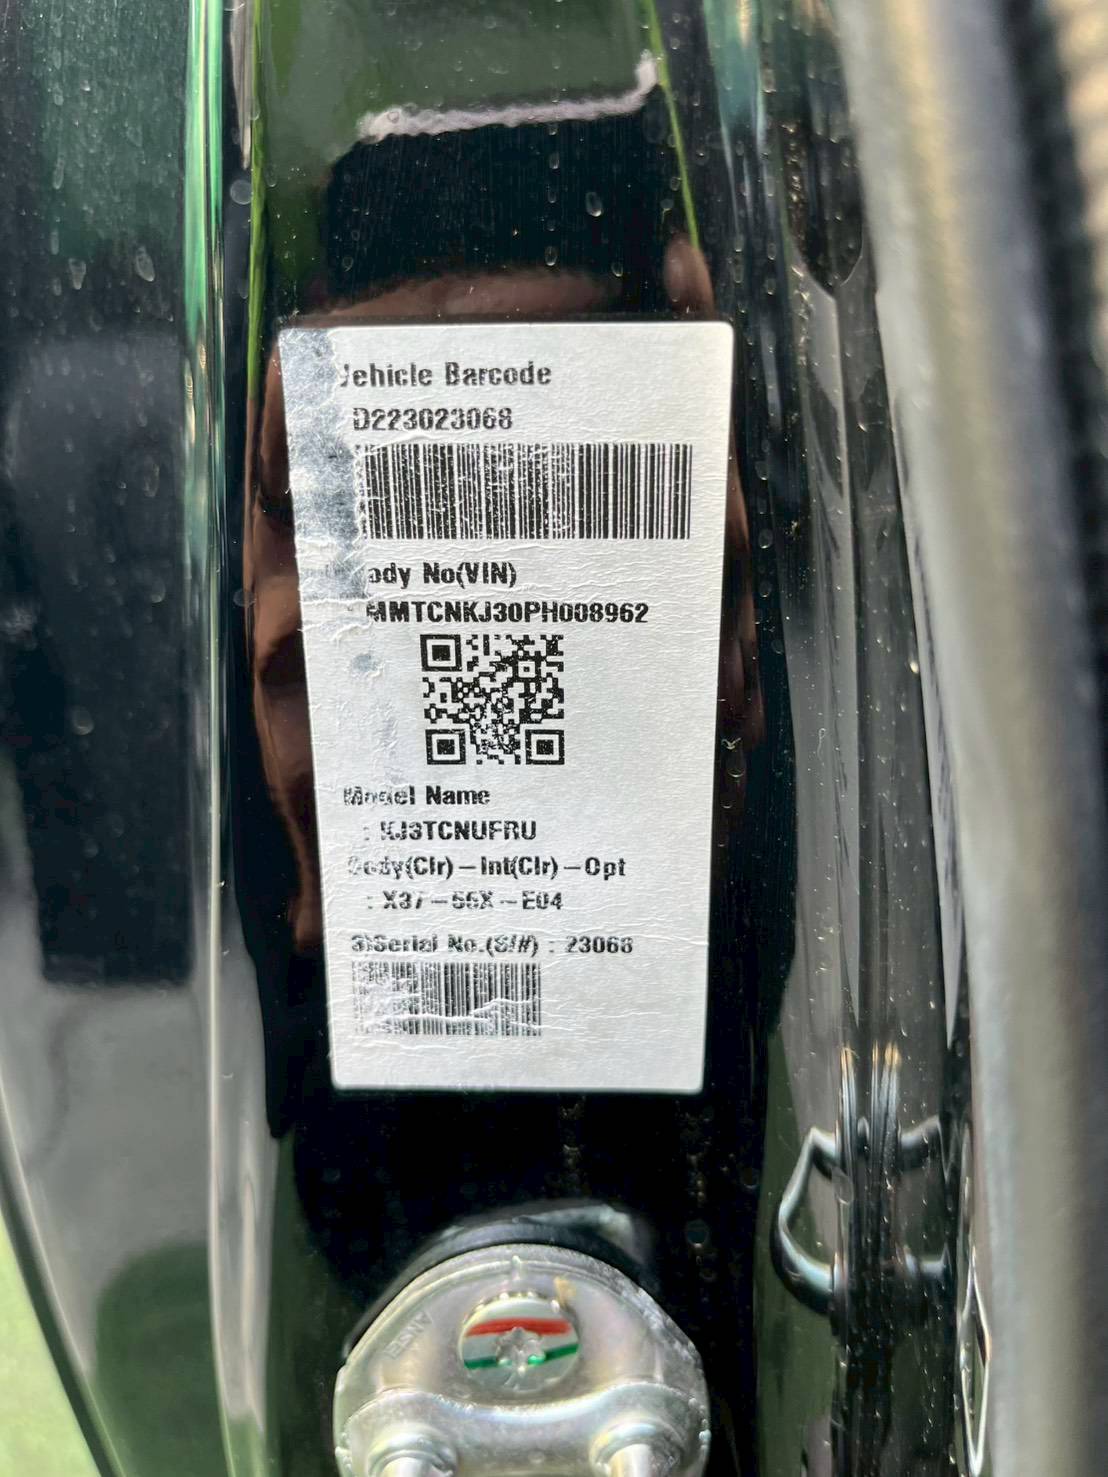 Vehicle Barcode
D223023068
Body No(VIN)
: MMTCNKJ30PH008962
Model Name
: KJ3TCNUFRU
Body(Clr)-Int(Clr)-Opt
: X37-55X-E04
3)Serial No.(S/#) : 23068